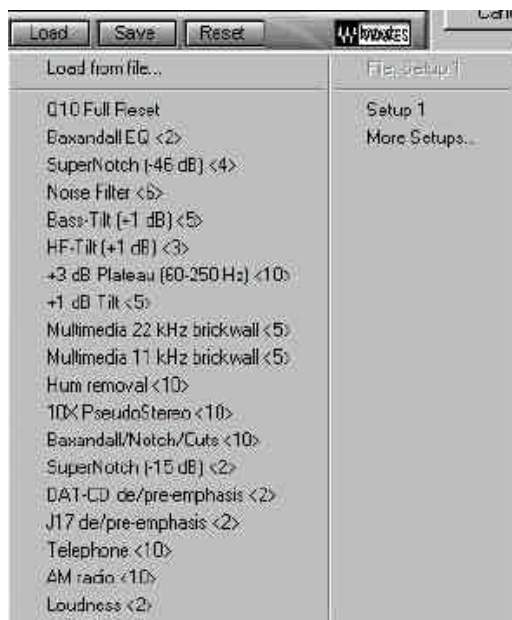 Load Save Reset WAVES
Load from file...
Q10 Full Reset
Baxandall EQ <2>
SuperNotch (-46 dB) <4>
Noise Filter <6>
Bass-Tilt (+1 dB) <5>
HF-Tilt (+1 dB) <3>
+3 dB Plateau (60-250 Hz) <10>
+1 dB Tilt <5>
Multimedia 22 kHz brickwall <5>
Multimedia 11 kHz brickwall <5>
Hum removal <10>
10X PseudoStereo <10>
Baxandall/Notch/Cuts <10>
SuperNotch (-15 dB) <2>
DAT-CD de/pre-emphasis <2>
J17 de/pre-emphasis <2>
Telephone <10>
AM radio <10>
Loudness <2>
File: Setup 1
Setup 1
More Setups...